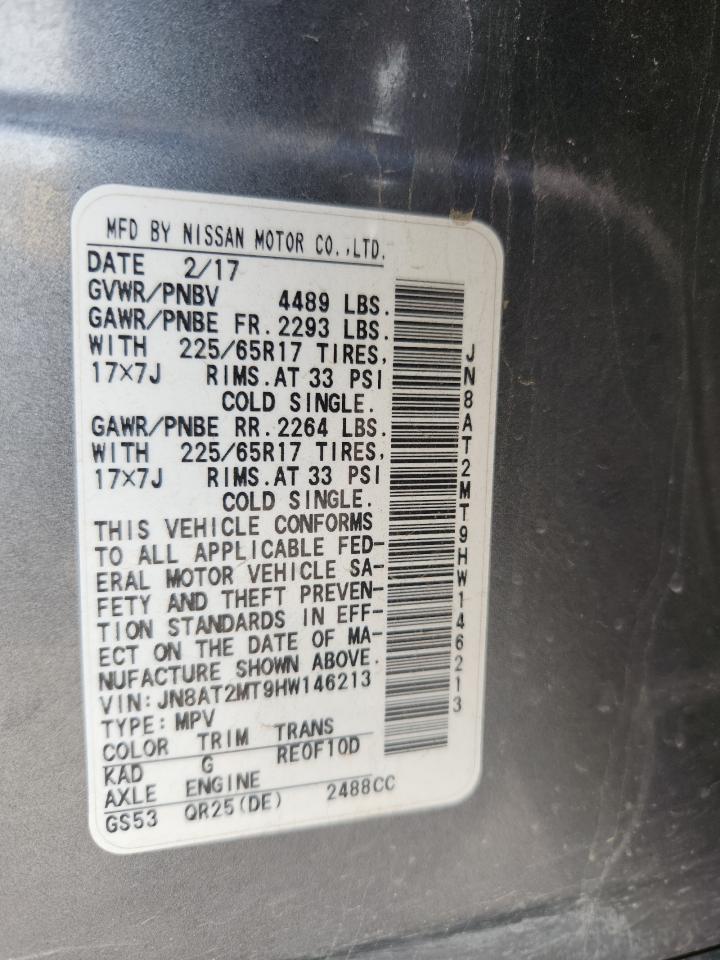 MFD BY NISSAN MOTOR CO.,LTD.
DATE 2/17
GVWR/PNBV 4489 LBS.
GAWR/PNBE FR. 2293 LBS.
WITH 225/65R17 TIRES,
17×7J RIMS. AT 33 PSI
COLD SINGLE.
GAWR/PNBE RR. 2264 LBS.
WITH 225/65R17 TIRES,
17×7J RIMS. AT 33 PSI
COLD SINGLE.
THIS VEHICLE CONFORMS
TO ALL APPLICABLE FED-
ERAL MOTOR VEHICLE SA-
FETY AND THEFT PREVEN-
TION STANDARDS IN EFF-
ECT ON THE DATE OF MA-
NUFACTURE SHOWN ABOVE.
VIN: JN8AT2MT9HW146213
TYPE: MPV
COLOR TRIM TRANS
KAD G RE0F10D
AXLE ENGINE
GS53 QR25(DE) 2488CC
JN8AT2MT9HW146213